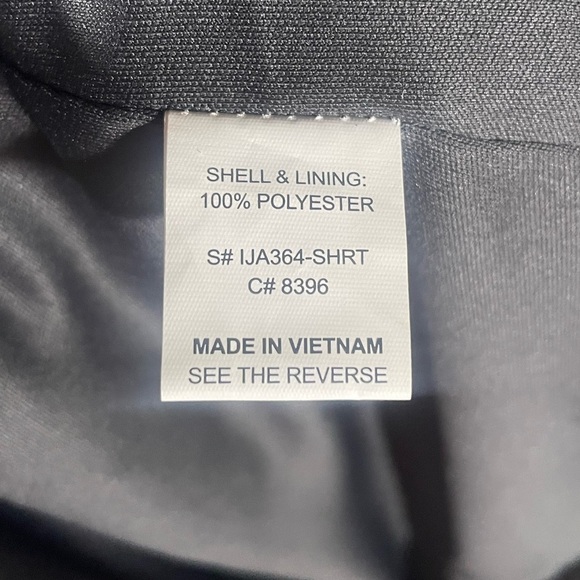 SHELL & LINING:
100% POLYESTER
S# IJA364-SHRT
C# 8396
MADE IN VIETNAM
SEE THE REVERSE